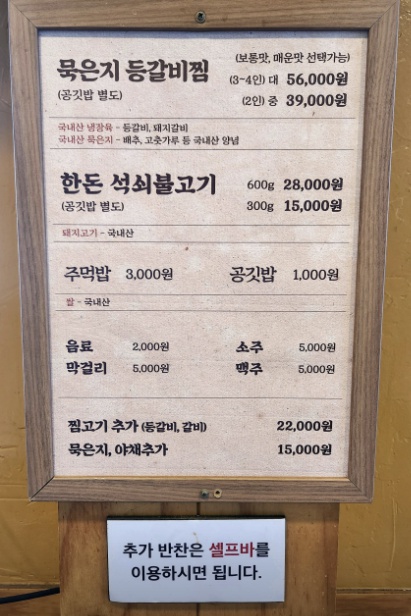 묵은지 등갈비찜 (보통맛, 매운맛 선택가능)
(공깃밥 별도) (3~4인) 대 56,000원
(2인) 중 39,000원
국내산 냉장육 - 등갈비, 돼지갈비
국내산 묵은지 - 배추, 고춧가루 등 국내산 양념
한돈 석쇠불고기 600g 28,000원
(공깃밥 별도) 300g 15,000원
돼지고기 - 국내산
주먹밥 3,000원 공깃밥 1,000원
쌀 - 국내산
음료 2,000원 소주 5,000원
막걸리 5,000원 맥주 5,000원
찜고기 추가 (등갈비, 갈비) 22,000원
묵은지, 야채추가 15,000원
추가 반찬은 셀프바를
이용하시면 됩니다.